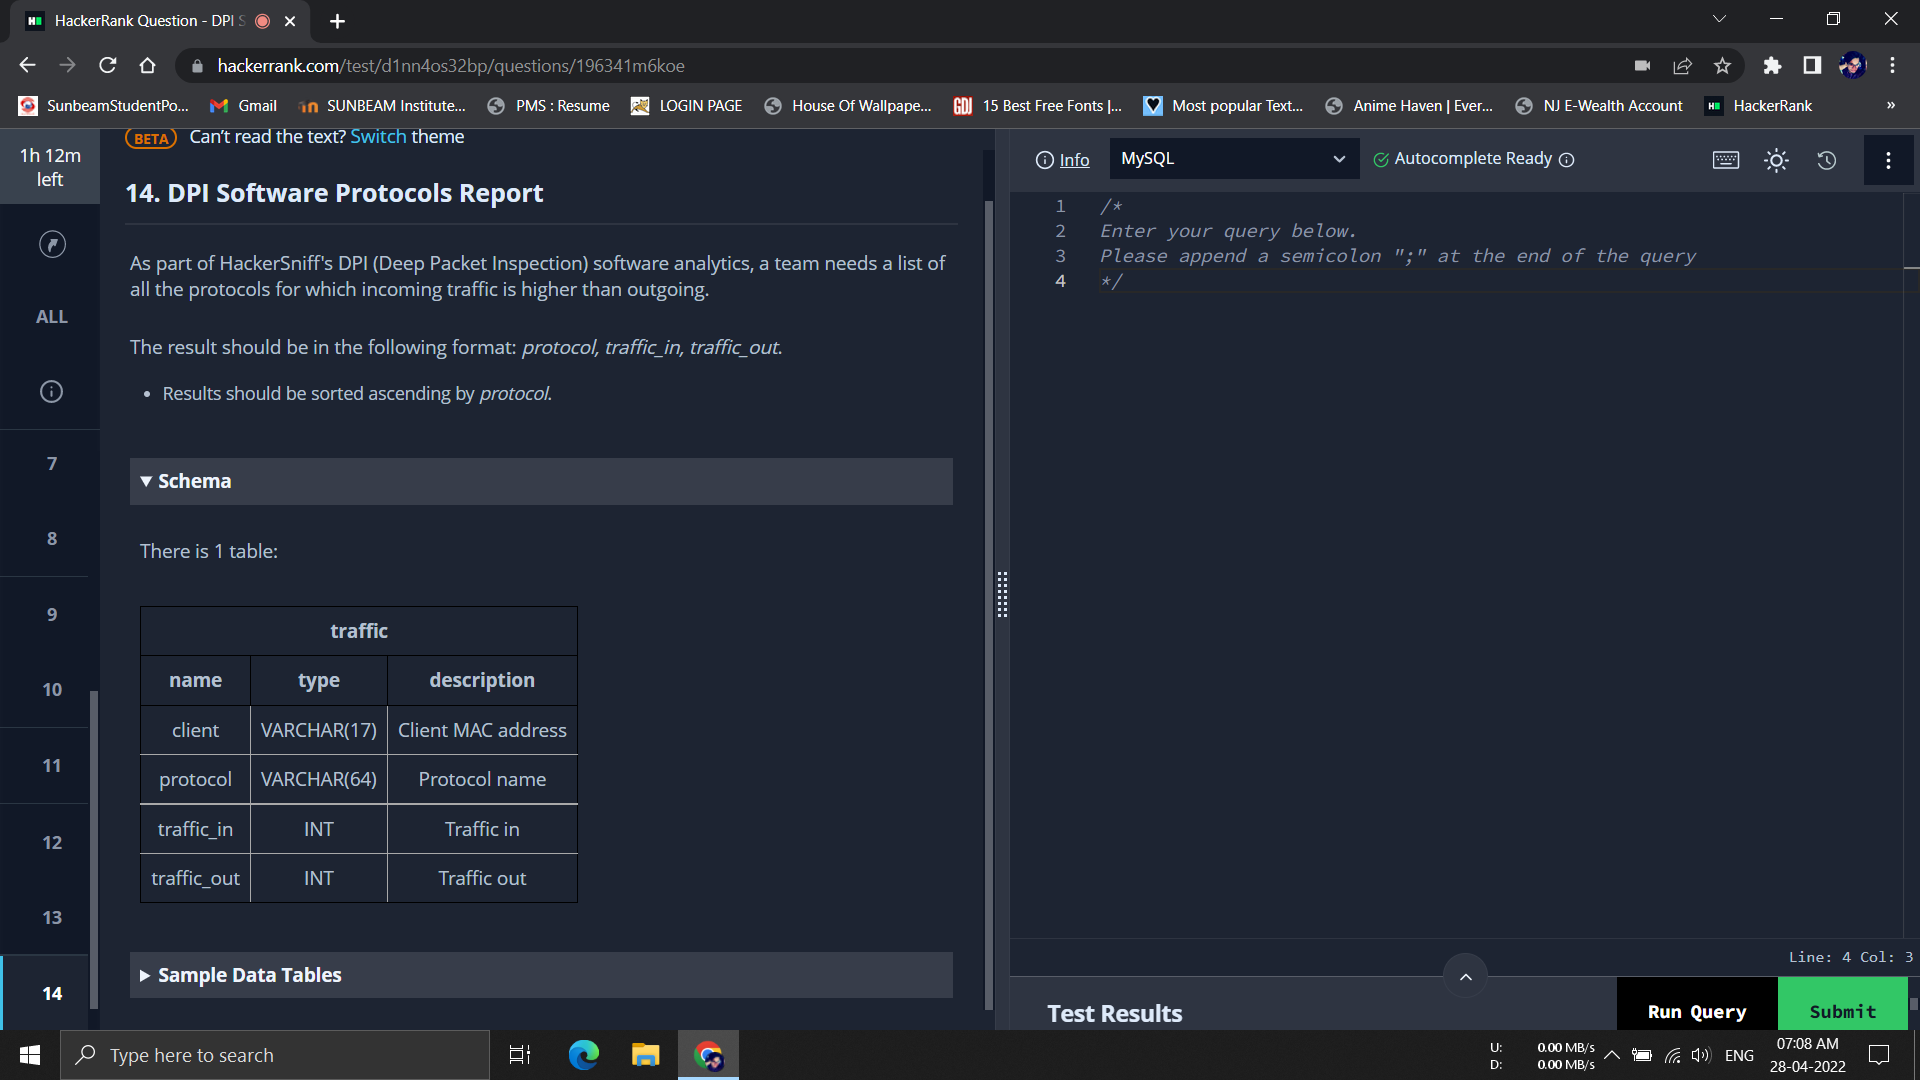 HackerRank Question - DPI S
hackerrank.com/test/d1nn4os32bp/questions/196341m6koe
SunbeamStudentPo...
Gmail
SUNBEAM Institute...
PMS : Resume
LOGIN PAGE
House Of Wallpape...
15 Best Free Fonts |...
Most popular Text...
Anime Haven | Ever...
NJ E-Wealth Account
HackerRank
»
1h 12m
left
ALL
7
8
9
10
11
12
13
14
BETA Can't read the text? Switch theme
14. DPI Software Protocols Report
As part of HackerSniff's DPI (Deep Packet Inspection) software analytics, a team needs a list of
all the protocols for which incoming traffic is higher than outgoing.
The result should be in the following format: protocol, traffic_in, traffic_out.
• Results should be sorted ascending by protocol.
Schema
There is 1 table:
traffic
name type description
client VARCHAR(17) Client MAC address
protocol VARCHAR(64) Protocol name
traffic_in INT Traffic in
traffic_out INT Traffic out
Sample Data Tables
Info
MySQL
Autocomplete Ready
1 /*
2 Enter your query below.
3 Please append a semicolon ";" at the end of the query
4 */
Line: 4 Col: 3
Test Results
Run Query
Submit
Type here to search
U: 0.00 MB/s
D: 0.00 MB/s
ENG
07:08 AM
28-04-2022